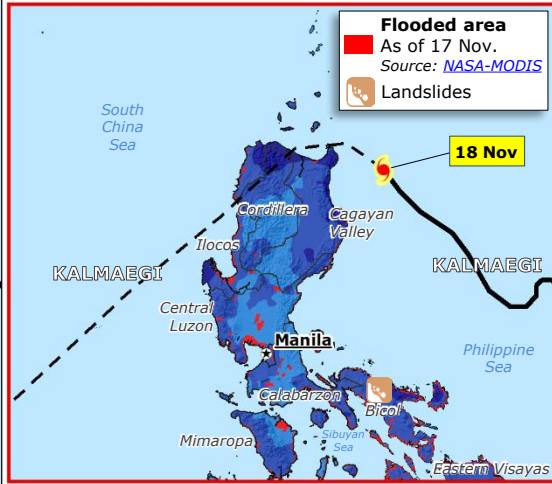 Flooded area
As of 17 Nov.
Source: NASA-MODIS
Landslides
South
China
Sea
18 Nov
Cordillera
Cagayan
Valley
Ilocos
KALMAEGI
KALMAEGI
Central
Luzon
Manila
Philippine
Sea
Calabarzon
Bicol
Mimaropa
Sibuyan
Sea
Eastern Visayas